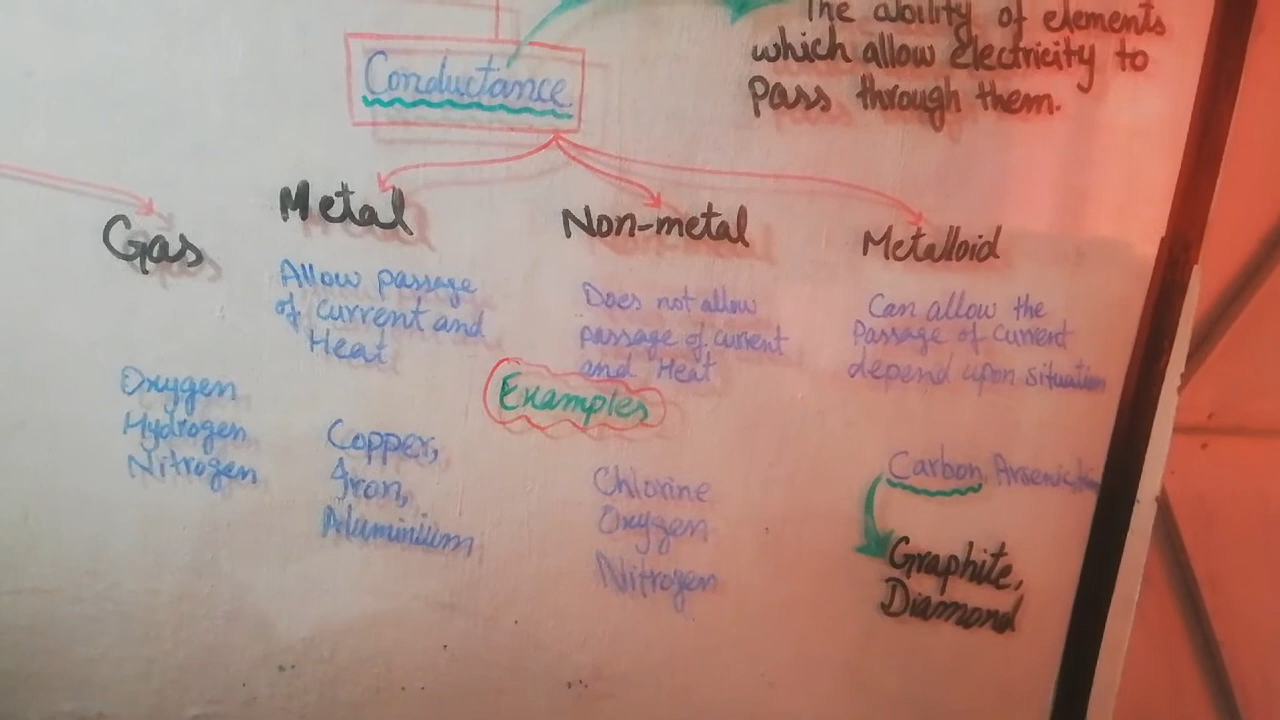 The ability of elements
which allow Electricity to
pass through them.
Conductance
Gas
Metal
Non-metal
Metalloid
Allow passage
of current and
Heat
Does not allow
passage of current
and Heat
Can allow the
Passage of Current
depend upon situation
Examples
Oxygen
Hydrogen
Nitrogen
Copper,
Iron,
Aluminium
Chlorine
Oxygen
Nitrogen
Carbon, Arsenic
Graphite,
Diamond